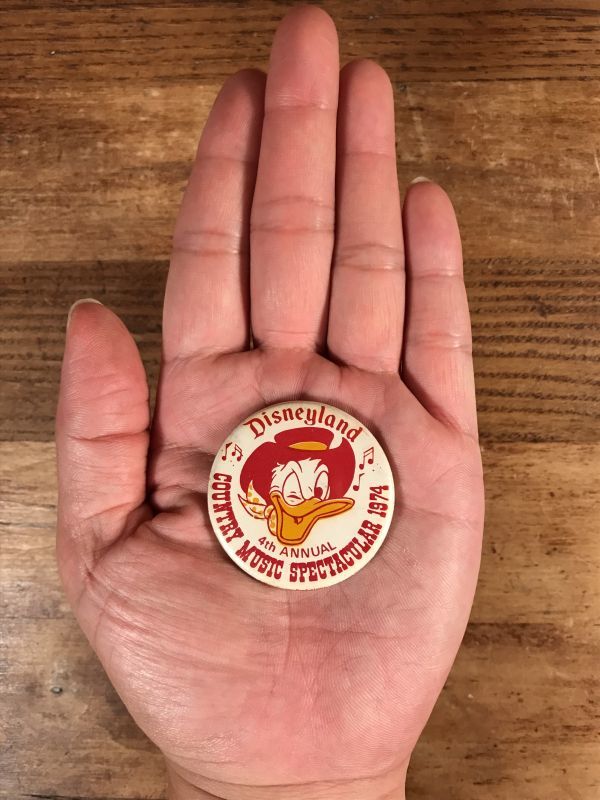 Disneyland
4th ANNUAL
COUNTRY MUSIC SPECTACULAR 1974